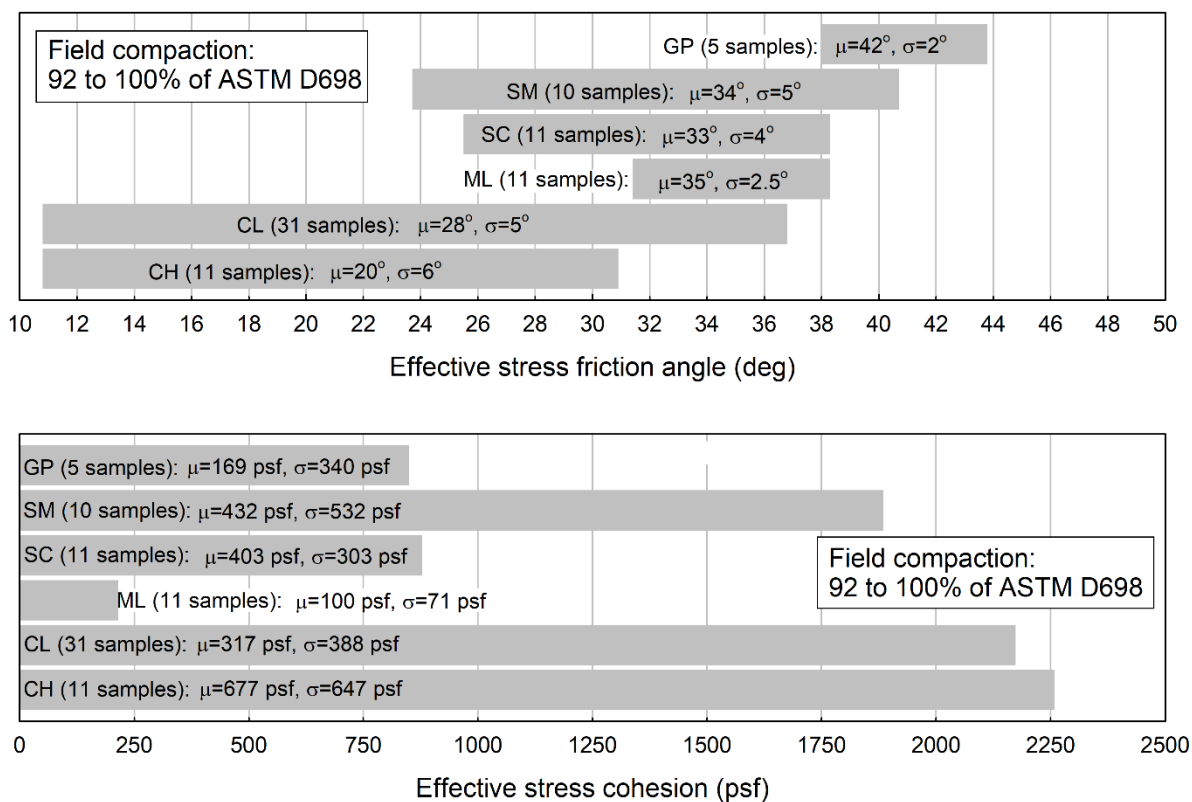 Field compaction:
92 to 100% of ASTM D698
GP (5 samples): μ=42°, σ=2°
SM (10 samples): μ=34°, σ=5°
SC (11 samples): μ=33°, σ=4°
ML (11 samples): μ=35°, σ=2.5°
CL (31 samples): μ=28°, σ=5°
CH (11 samples): μ=20°, σ=6°
10 12 14 16 18 20 22 24 26 28 30 32 34 36 38 40 42 44 46 48 50
Effective stress friction angle (deg)
GP (5 samples): μ=169 psf, σ=340 psf
SM (10 samples): μ=432 psf, σ=532 psf
SC (11 samples): μ=403 psf, σ=303 psf
ML (11 samples): μ=100 psf, σ=71 psf
CL (31 samples): μ=317 psf, σ=388 psf
CH (11 samples): μ=677 psf, σ=647 psf
Field compaction:
92 to 100% of ASTM D698
0 250 500 750 1000 1250 1500 1750 2000 2250 2500
Effective stress cohesion (psf)